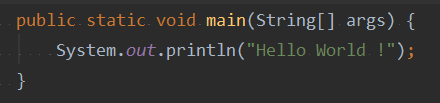 public static void main(String[] args) {
    System.out.println("Hello World !");
}